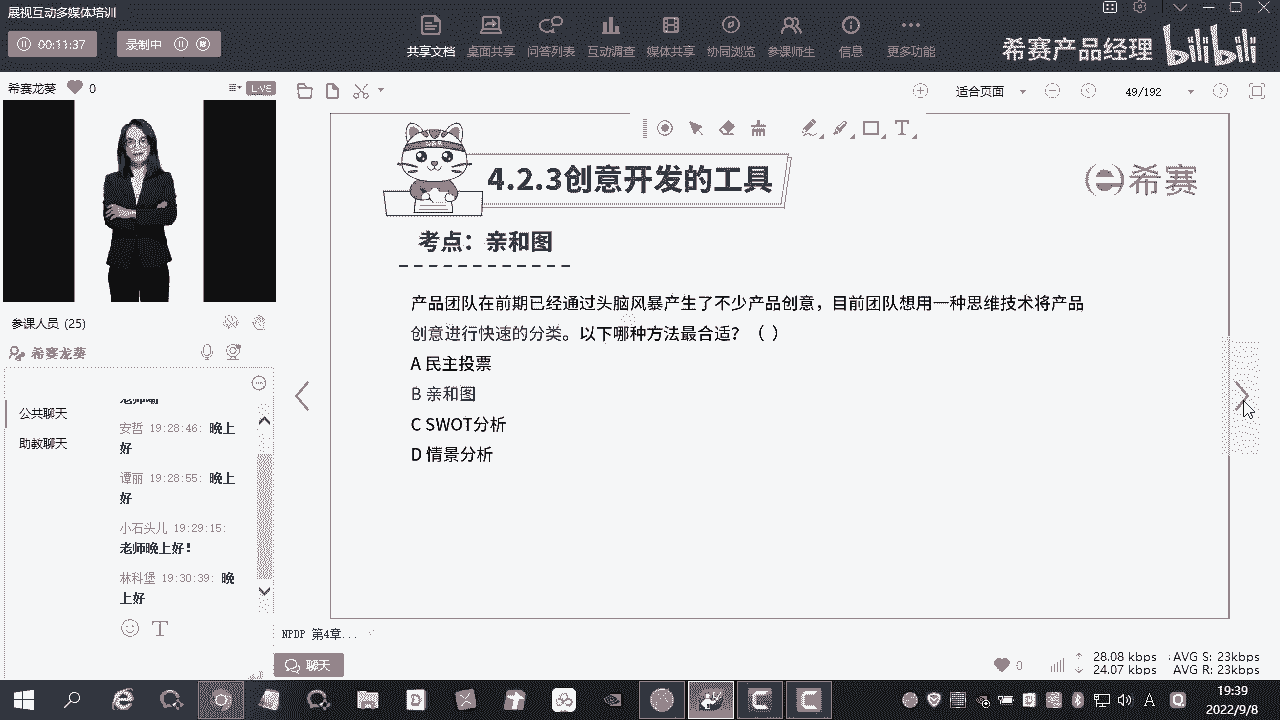 展视互动多媒体培训
00:11:37
录制中
共享文档
桌面共享
问答列表
互动调查
媒体共享
协同浏览
参课师生
信息
更多功能
希赛产品经理
bilibili
希赛龙葵
0
LIVE
适合页面
49/192
参课人员 (25)
希赛龙葵
公共聊天
助教聊天
安哲 19:28:46: 晚上
好
谭丽 19:28:55: 晚上
好
小石头儿 19:29:15:
老师晚上好！
林科堡 19:30:39: 晚
上好
T
4.2.3创意开发的工具
希赛
考点：亲和图
产品团队在前期已经通过头脑风暴产生了不少产品创意，目前团队想用一种思维技术将产品
创意进行快速的分类。以下哪种方法最合适？（ ）
A 民主投票
B 亲和图
C SWOT分析
D 情景分析
NPDP 第4章...
聊天
0
28.08 kbps
AVG S: 23kbps
24.07 kbps
AVG R: 23kbps
19:39
2022/9/8